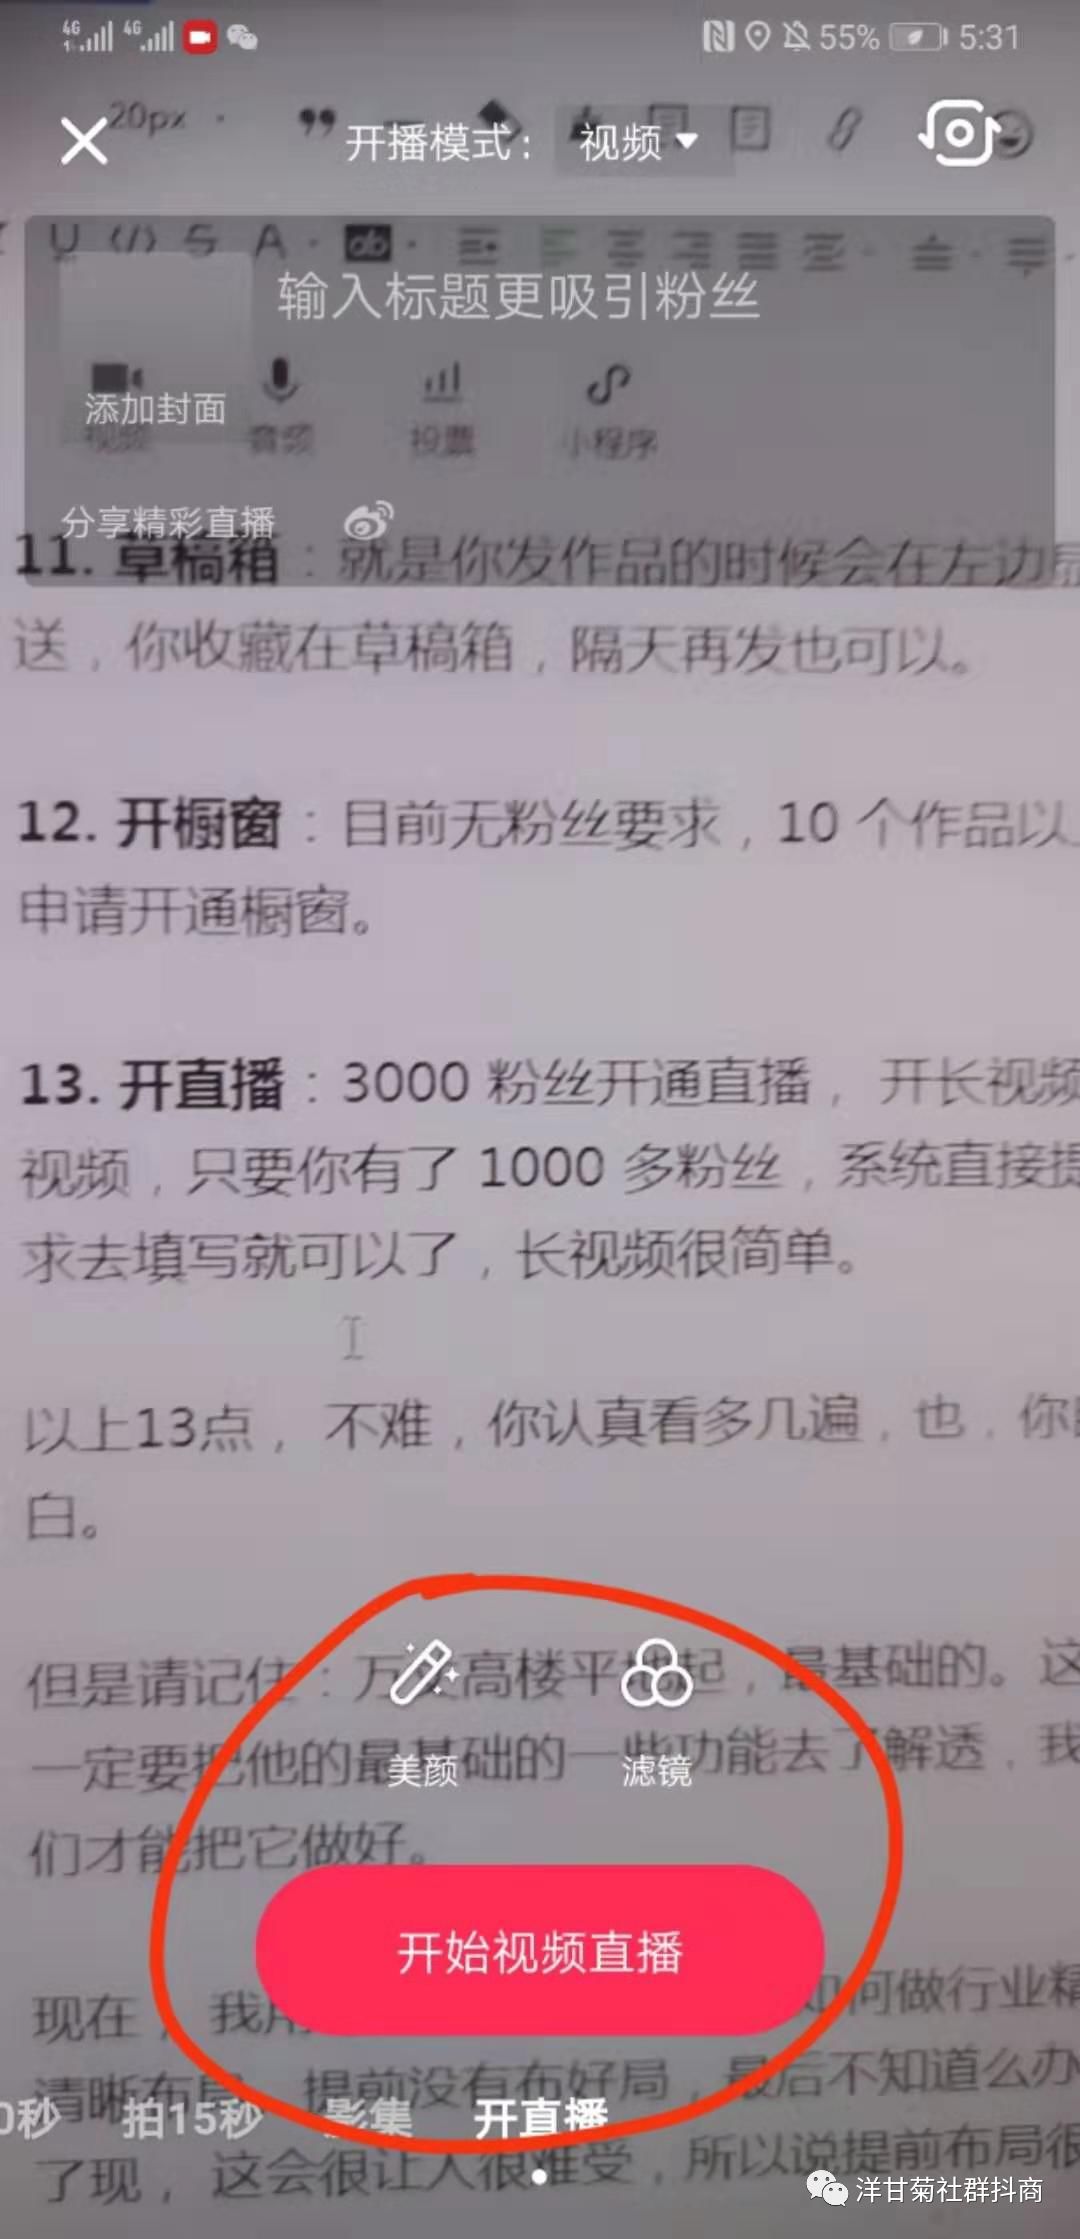 4G 4G 55% 5:31
20px
开播模式： 视频
输入标题更吸引粉丝
添加封面
视频 音频 投票 小程序
分享精彩直播
11. 草稿箱：就是你发作品的时候会在左边
送，你收藏在草稿箱，隔天再发也可以。
12. 开橱窗：目前无粉丝要求，10 个作品以
申请开通橱窗。
13. 开直播：3000 粉丝开通直播， 开长视频
视频，只要你有了 1000 多粉丝，系统直接提
求去填写就可以了，长视频很简单。
以上13点， 不难，你认真看多几遍，也，你
白。
但是请记住：万丈高楼平地起，最基础的。这
一定要把他的最基础的一些功能去了解透，我
们才能把它做好。
美颜 滤镜
开始视频直播
现在， 我用 如何做行业精
清晰布局，提前没有布好局，最后不知道么办
0秒 拍15秒 影集 开直播
了现， 这会很让人很难受，所以说提前布局很
洋甘菊社群抖商